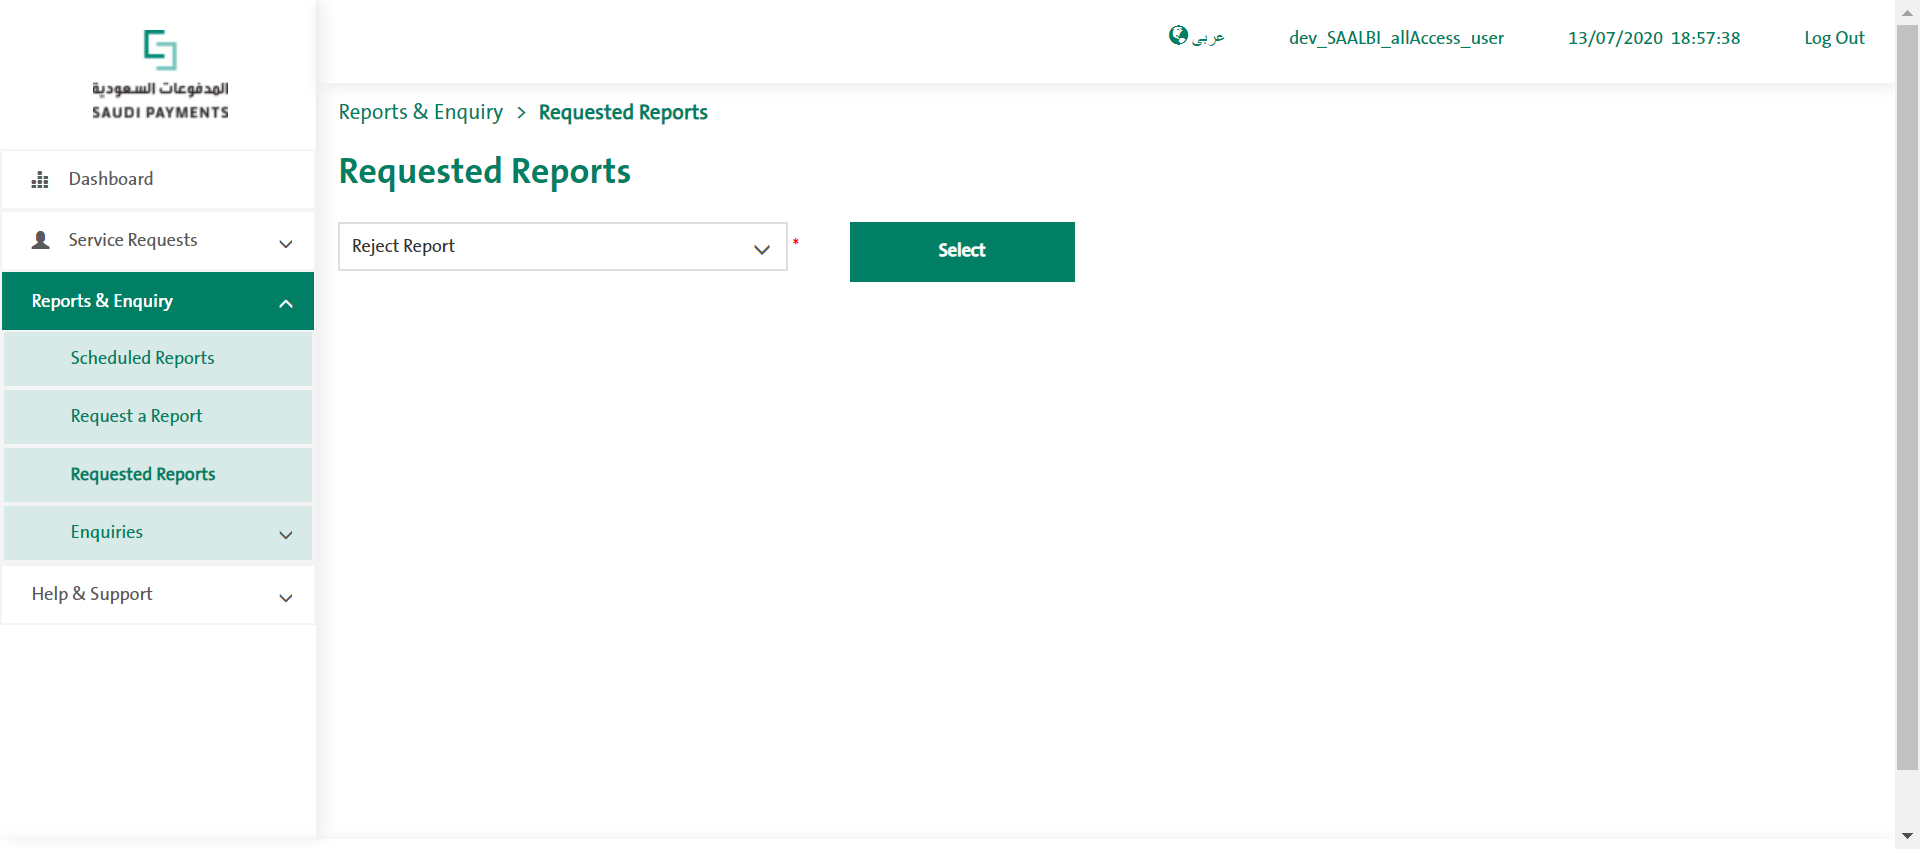 المدفوعات السعودية
SAUDI PAYMENTS
عربى
dev_SAALBI_allAccess_user
13/07/2020 18:57:38
Log Out
Dashboard
Service Requests
Reports & Enquiry
Scheduled Reports
Request a Report
Requested Reports
Enquiries
Help & Support
Reports & Enquiry > Requested Reports
Requested Reports
Reject Report *
Select